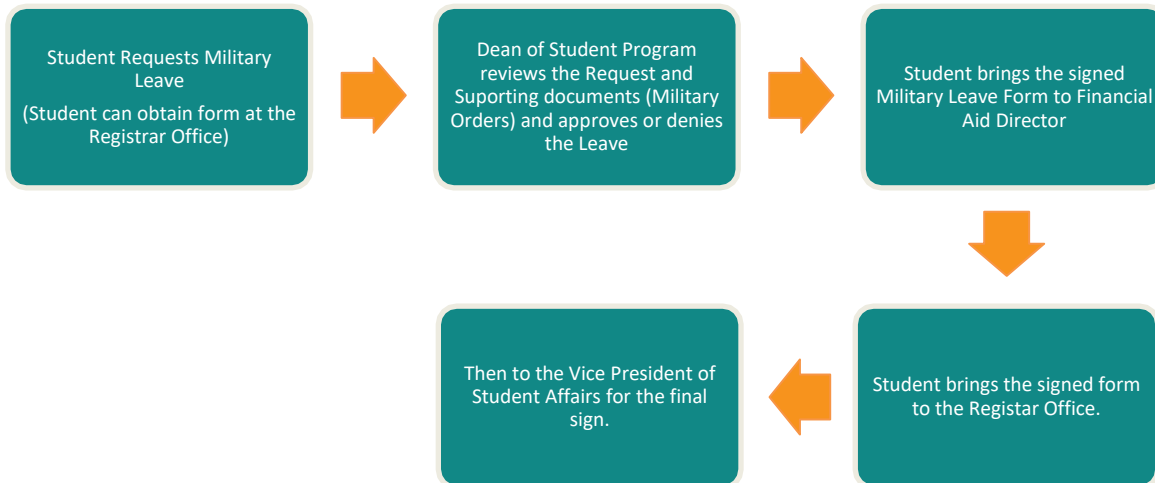 Student Requests Military
Leave
(Student can obtain form at the
Registrar Office)
Dean of Student Program
reviews the Request and
Suporting documents (Military
Orders) and approves or denies
the Leave
Student brings the signed
Military Leave Form to Financial
Aid Director
Student brings the signed form
to the Registar Office.
Then to the Vice President of
Student Affairs for the final
sign.